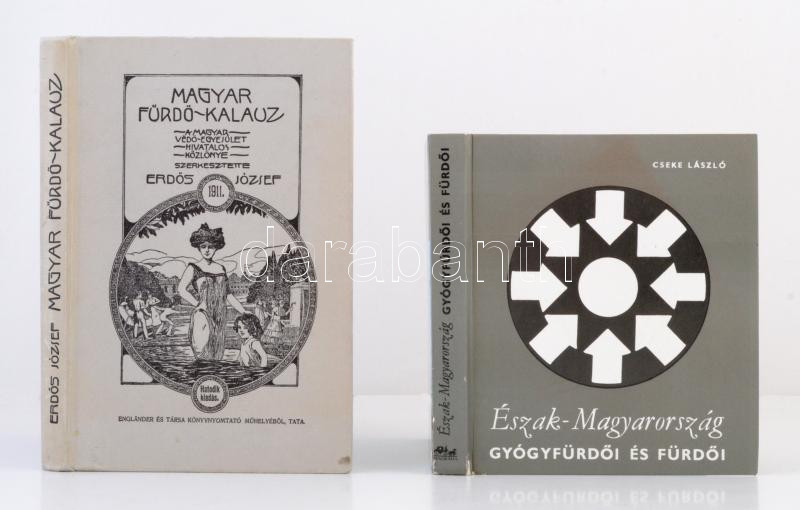 ERDŐS JÓZSEF MAGYAR FÜRDŐ-KALAUZ
MAGYAR
FÜRDŐ-KALAUZ
A MAGYAR
VÉDŐ-EGYESÜLET
HIVATALOS
KÖZLÖNYE
SZERKESZTETTE
ERDŐS JÓZSEF
1911.
Hatodik
kiadás.
ENGLÄNDER ÉS TÁRSA KÖNYVNYOMTATÓ MŰHELYÉBŐL, TATA.
Észak-Magyarország GYÓGYFÜRDŐI ÉS FÜRDŐI
CSEKE LÁSZLÓ
Észak-Magyarország
GYÓGYFÜRDŐI ÉS FÜRDŐI
darabanth